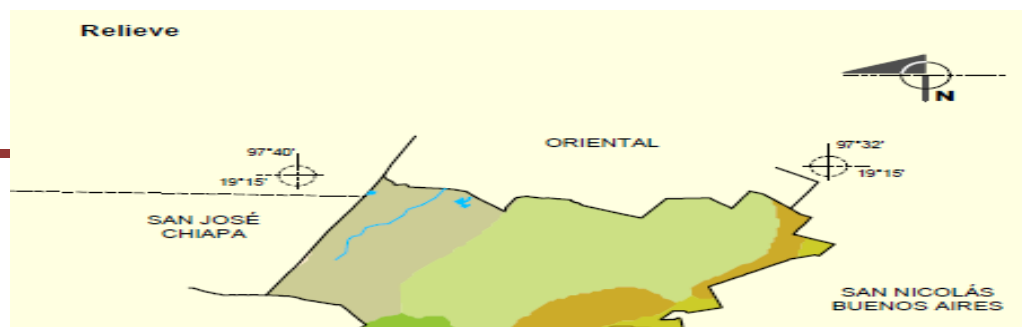 Relieve
N
ORIENTAL
97°40'
97°32'
19°15'
19°15'
SAN JOSÉ
CHIAPA
SAN NICOLÁS
BUENOS AIRES